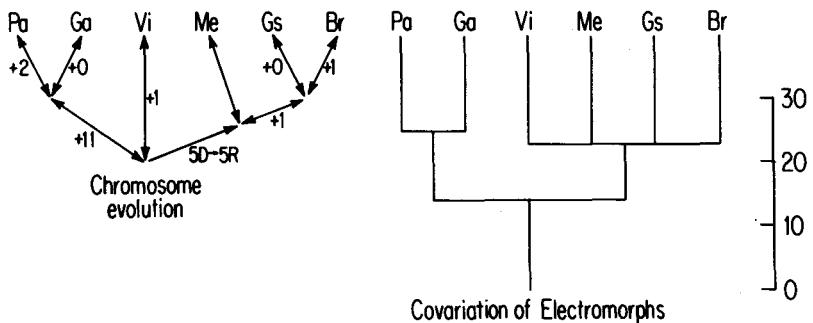 Pa Ga Vi Me Gs Br
+2 +0 +1 +0 +1
+11 +1
5D→5R
Chromosome
evolution
Pa Ga Vi Me Gs Br
30
20
10
0
Covariation of Electromorphs